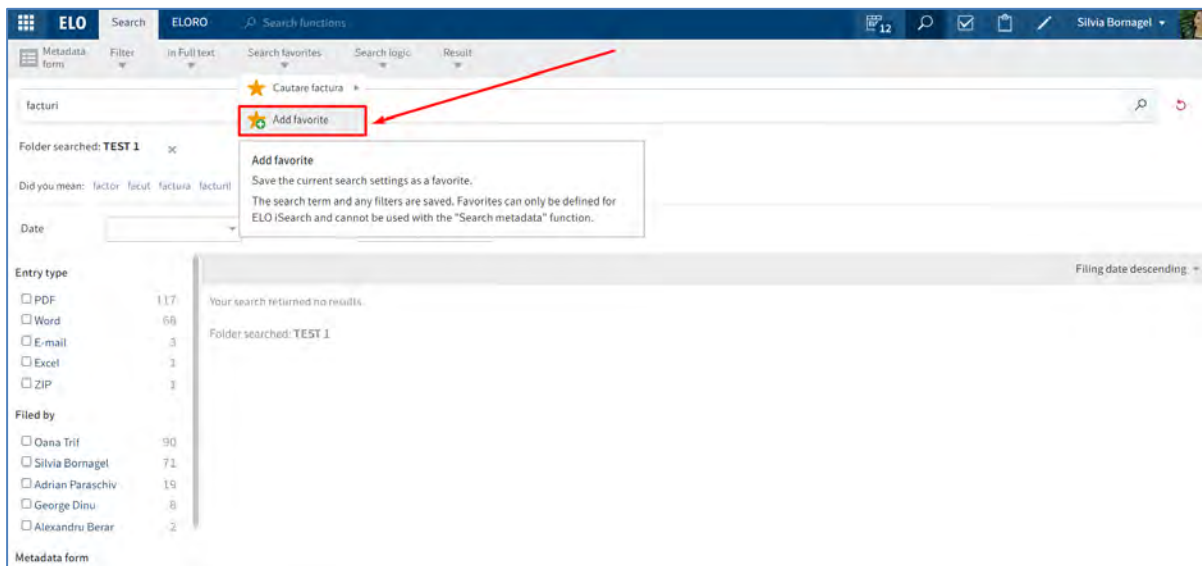 ELO Search ELORO Search functions 12 Silvia Bornagel
Metadata form Filter in Full text Search favorites Search logic Result
Cautare factura
facturi
Add favorite
Folder searched: TEST 1
Add favorite
Save the current search settings as a favorite.
Did you mean: factor facut factura facturii
The search term and any filters are saved. Favorites can only be defined for
ELO iSearch and cannot be used with the "Search metadata" function.
Date
Entry type
Filing date descending
PDF 117
Your search returned no results.
Word 68
Folder searched: TEST 1
E-mail 3
Excel 1
ZIP 1
Filed by
Oana Trif 90
Silvia Bornagel 71
Adrian Paraschiv 19
George Dinu 8
Alexandru Berar 2
Metadata form